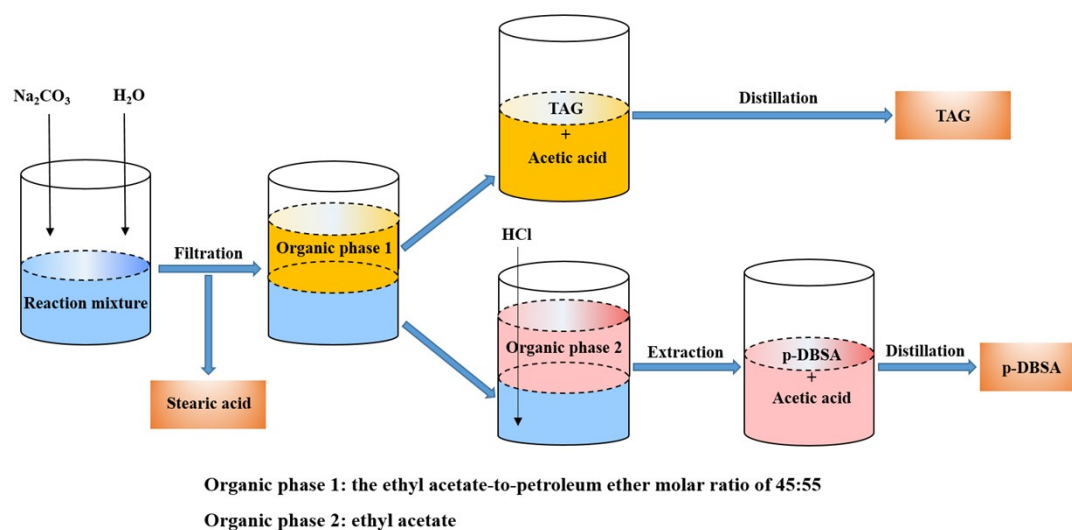 Na₂CO₃
H₂O
Reaction mixture
Filtration
Stearic acid
Organic phase 1
TAG
+
Acetic acid
Distillation
TAG
HCl
Organic phase 2
Extraction
p-DBSA
+
Acetic acid
Distillation
p-DBSA
Organic phase 1: the ethyl acetate-to-petroleum ether molar ratio of 45:55
Organic phase 2: ethyl acetate